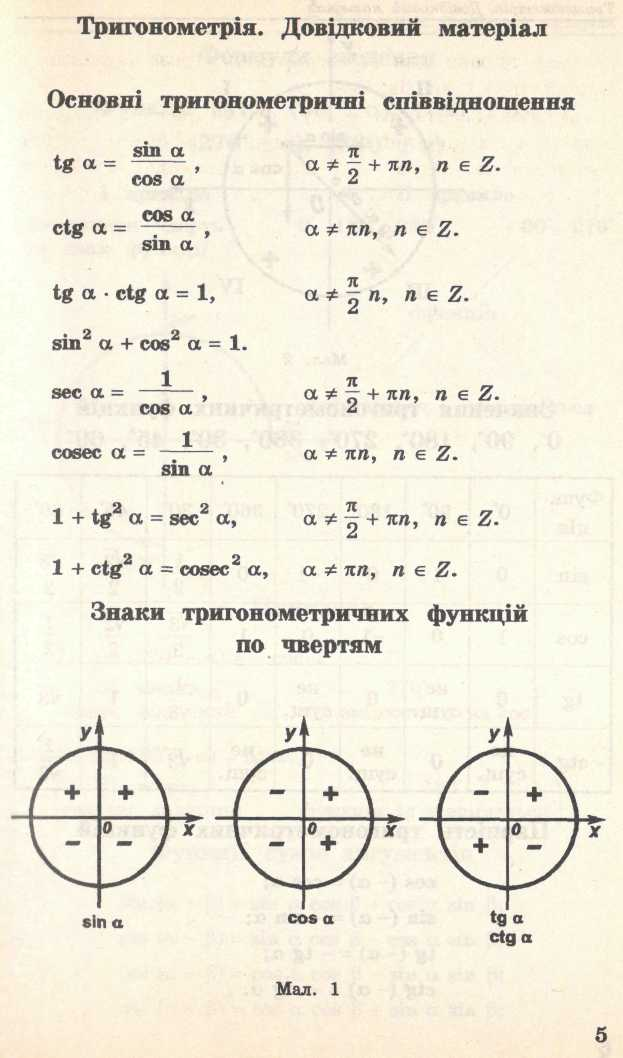 Тригонометрія. Довідковий матеріал
Основні тригонометричні співвідношення
tg α = sin α / cos α , α ≠ π/2 + πn, n ∈ Z.
ctg α = cos α / sin α , α ≠ πn, n ∈ Z.
tg α · ctg α = 1, α ≠ π/2 n, n ∈ Z.
sin² α + cos² α = 1.
sec α = 1 / cos α , α ≠ π/2 + πn, n ∈ Z.
cosec α = 1 / sin α , α ≠ πn, n ∈ Z.
1 + tg² α = sec² α, α ≠ π/2 + πn, n ∈ Z.
1 + ctg² α = cosec² α, α ≠ πn, n ∈ Z.
Знаки тригонометричних функцій
по чвертям
y y y
+ + − + − +
0 x 0 x 0 x
− − − + + −
sin α cos α tg α
ctg α
Мал. 1
5